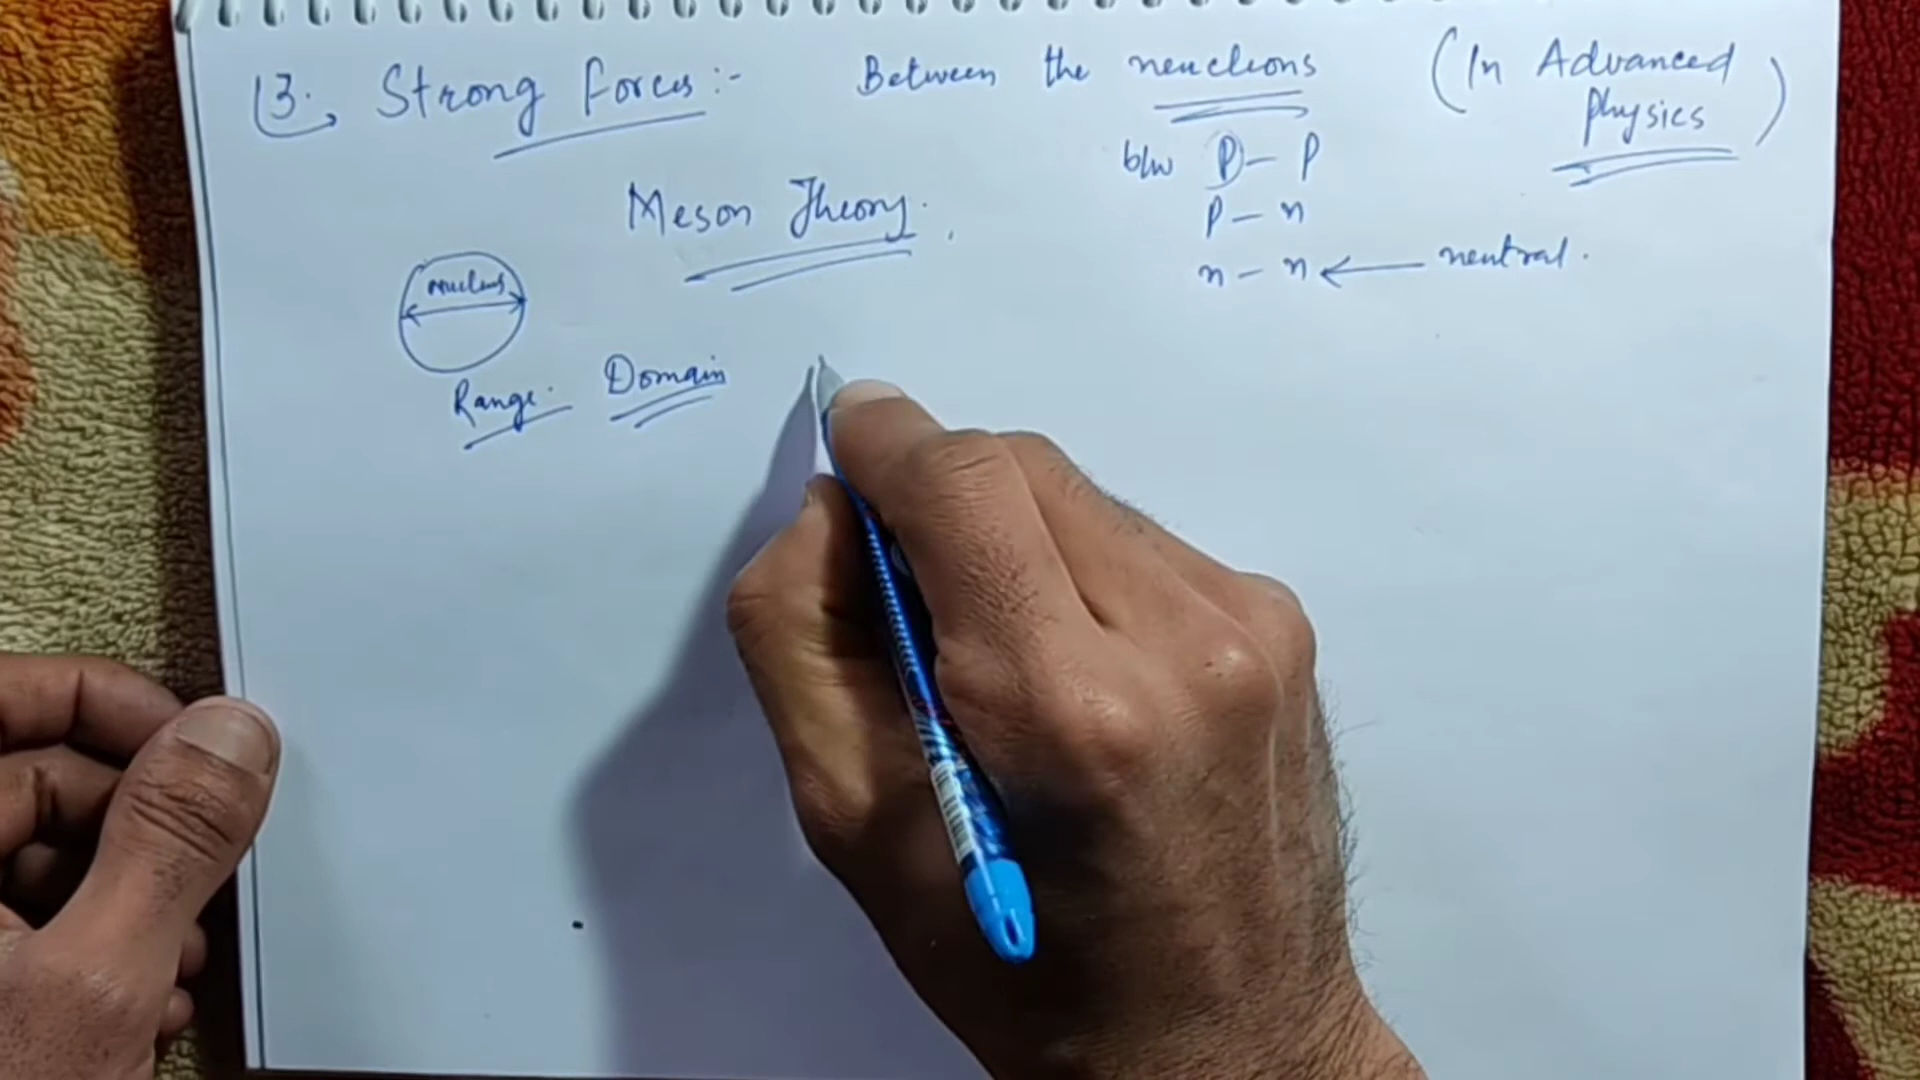 3. Strong Forces :- Between the neucleons (In Advanced
physics)
b/w P - P
Meson Theory.
P - n
n - n ← neutral.
nucleus
Range. Domain